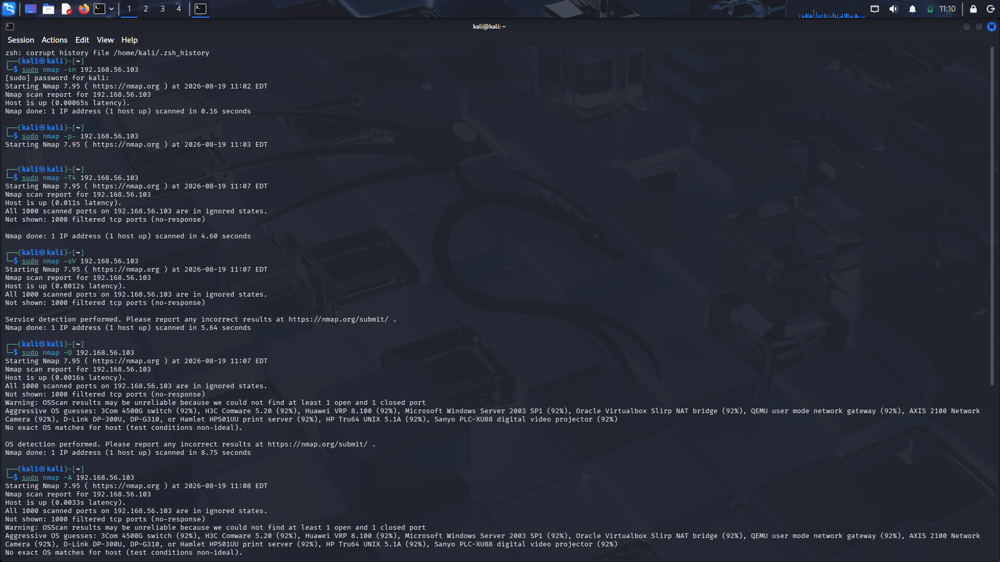 1 2 3 4 11:10
kali@kali: ~
Session Actions Edit View Help
zsh: corrupt history file /home/kali/.zsh_history
┌──(kali㉿kali)-[~]
└─$ sudo nmap -sn 192.168.56.103
[sudo] password for kali:
Starting Nmap 7.95 ( https://nmap.org ) at 2026-08-19 11:02 EDT
Nmap scan report for 192.168.56.103
Host is up (0.00065s latency).
Nmap done: 1 IP address (1 host up) scanned in 0.16 seconds
File System
┌──(kali㉿kali)-[~]
└─$ sudo nmap -p- 192.168.56.103
Starting Nmap 7.95 ( https://nmap.org ) at 2026-08-19 11:03 EDT
┌──(kali㉿kali)-[~]
└─$ sudo nmap -T4 192.168.56.103
Starting Nmap 7.95 ( https://nmap.org ) at 2026-08-19 11:07 EDT
Nmap scan report for 192.168.56.103
Host is up (0.011s latency).
All 1000 scanned ports on 192.168.56.103 are in ignored states.
Not shown: 1000 filtered tcp ports (no-response)
Nmap done: 1 IP address (1 host up) scanned in 4.60 seconds
┌──(kali㉿kali)-[~]
└─$ sudo nmap -sV 192.168.56.103
Starting Nmap 7.95 ( https://nmap.org ) at 2026-08-19 11:07 EDT
Nmap scan report for 192.168.56.103
Host is up (0.0012s latency).
All 1000 scanned ports on 192.168.56.103 are in ignored states.
Not shown: 1000 filtered tcp ports (no-response)
Service detection performed. Please report any incorrect results at https://nmap.org/submit/ .
Nmap done: 1 IP address (1 host up) scanned in 5.64 seconds
┌──(kali㉿kali)-[~]
└─$ sudo nmap -O 192.168.56.103
Starting Nmap 7.95 ( https://nmap.org ) at 2026-08-19 11:07 EDT
Nmap scan report for 192.168.56.103
Host is up (0.0016s latency).
All 1000 scanned ports on 192.168.56.103 are in ignored states.
Not shown: 1000 filtered tcp ports (no-response)
Warning: OSScan results may be unreliable because we could not find at least 1 open and 1 closed port
Aggressive OS guesses: 3Com 4500G switch (92%), H3C Comware 5.20 (92%), Huawei VRP 8.100 (92%), Microsoft Windows Server 2003 SP1 (92%), Oracle Virtualbox Slirp NAT bridge (92%), QEMU user mode network gateway (92%), AXIS 2100 Network
Camera (92%), D-Link DP-300U, DP-G310, or Hamlet HPS01UU print server (92%), HP Tru64 UNIX 5.1A (92%), Sanyo PLC-XU88 digital video projector (92%)
No exact OS matches for host (test conditions non-ideal).
OS detection performed. Please report any incorrect results at https://nmap.org/submit/ .
Nmap done: 1 IP address (1 host up) scanned in 8.75 seconds
┌──(kali㉿kali)-[~]
└─$ sudo nmap -A 192.168.56.103
Starting Nmap 7.95 ( https://nmap.org ) at 2026-08-19 11:08 EDT
Nmap scan report for 192.168.56.103
Host is up (0.0033s latency).
All 1000 scanned ports on 192.168.56.103 are in ignored states.
Not shown: 1000 filtered tcp ports (no-response)
Warning: OSScan results may be unreliable because we could not find at least 1 open and 1 closed port
Aggressive OS guesses: 3Com 4500G switch (92%), H3C Comware 5.20 (92%), Huawei VRP 8.100 (92%), Microsoft Windows Server 2003 SP1 (92%), Oracle Virtualbox Slirp NAT bridge (92%), QEMU user mode network gateway (92%), AXIS 2100 Network
Camera (92%), D-Link DP-300U, DP-G310, or Hamlet HPS01UU print server (92%), HP Tru64 UNIX 5.1A (92%), Sanyo PLC-XU88 digital video projector (92%)
No exact OS matches for host (test conditions non-ideal).